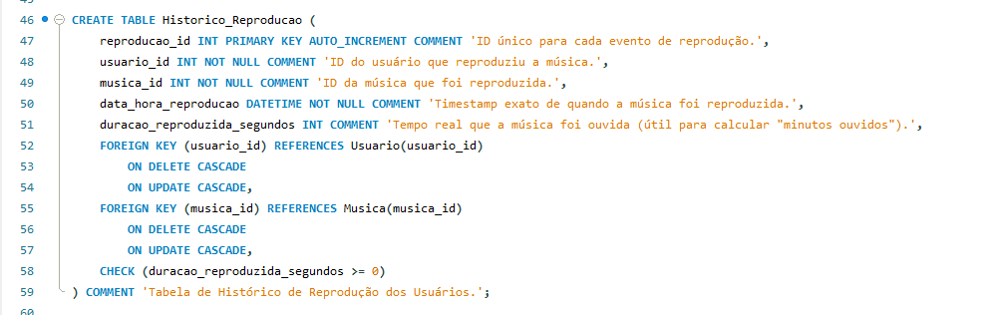 46 CREATE TABLE Historico_Reproducao (
47 reproducao_id INT PRIMARY KEY AUTO_INCREMENT COMMENT 'ID único para cada evento de reprodução.',
48 usuario_id INT NOT NULL COMMENT 'ID do usuário que reproduziu a música.',
49 musica_id INT NOT NULL COMMENT 'ID da música que foi reproduzida.',
50 data_hora_reproducao DATETIME NOT NULL COMMENT 'Timestamp exato de quando a música foi reproduzida.',
51 duracao_reproduzida_segundos INT COMMENT 'Tempo real que a música foi ouvida (útil para calcular "minutos ouvidos").',
52 FOREIGN KEY (usuario_id) REFERENCES Usuario(usuario_id)
53 ON DELETE CASCADE
54 ON UPDATE CASCADE,
55 FOREIGN KEY (musica_id) REFERENCES Musica(musica_id)
56 ON DELETE CASCADE
57 ON UPDATE CASCADE,
58 CHECK (duracao_reproduzida_segundos >= 0)
59 ) COMMENT 'Tabela de Histórico de Reprodução dos Usuários.';